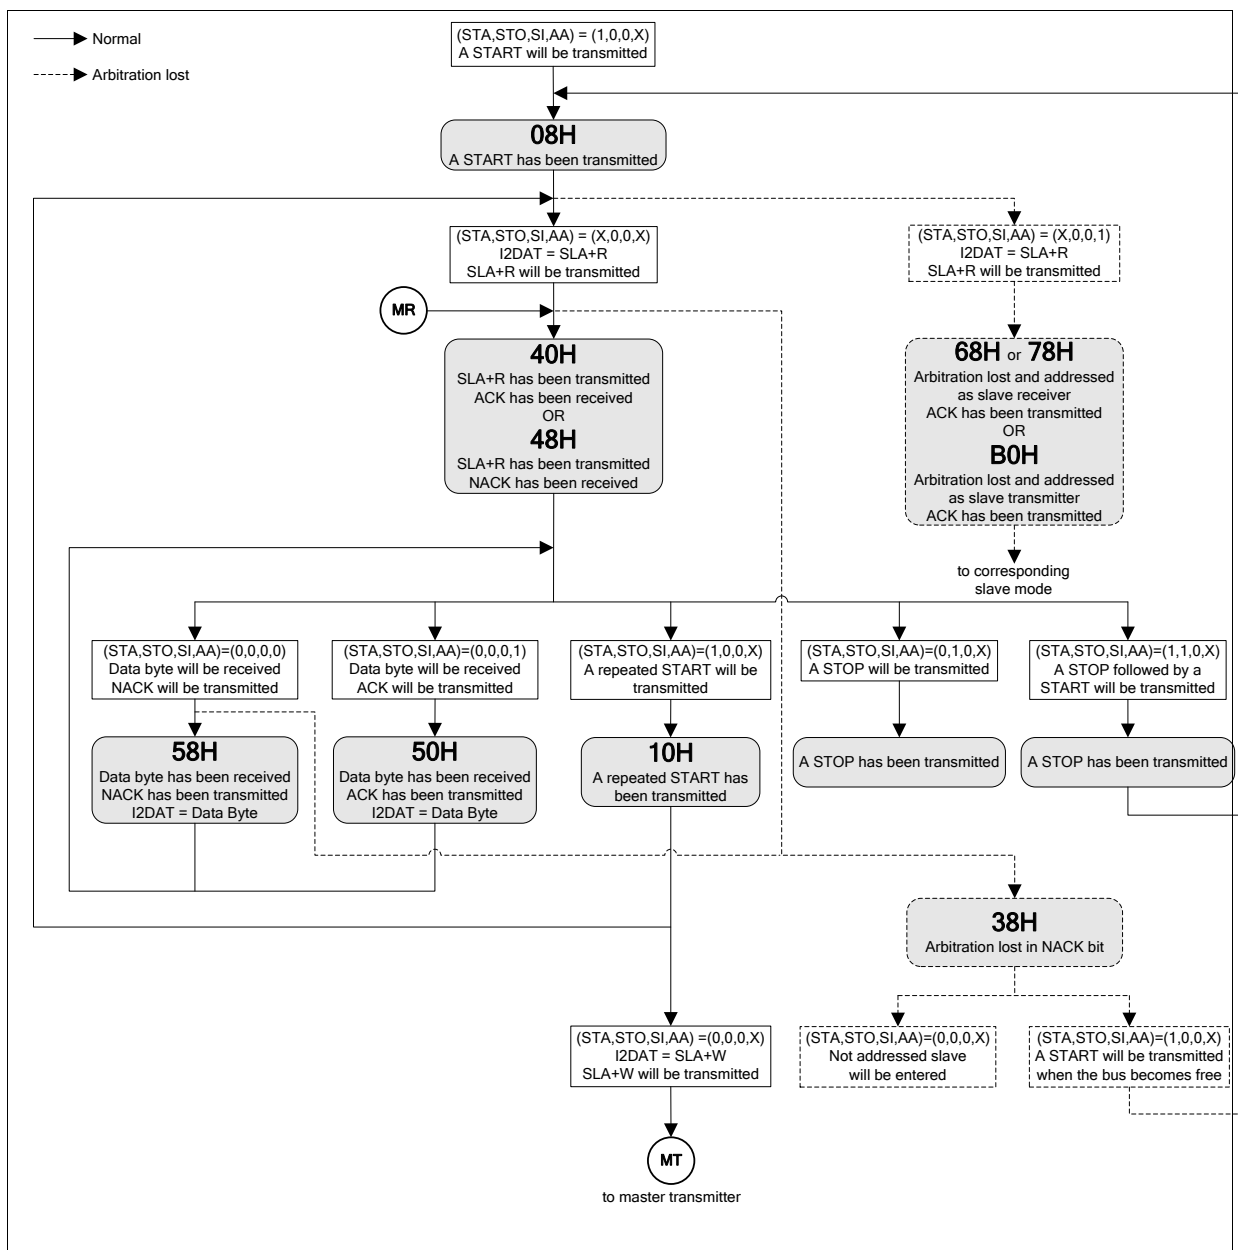 Normal
Arbitration lost
(STA,STO,SI,AA) = (1,0,0,X)
A START will be transmitted
08H
A START has been transmitted
(STA,STO,SI,AA) = (X,0,0,X)
I2DAT = SLA+R
SLA+R will be transmitted
(STA,STO,SI,AA) = (X,0,0,1)
I2DAT = SLA+R
SLA+R will be transmitted
MR
40H
SLA+R has been transmitted
ACK has been received
OR
48H
SLA+R has been transmitted
NACK has been received
68H or 78H
Arbitration lost and addressed
as slave receiver
ACK has been transmitted
OR
B0H
Arbitration lost and addressed
as slave transmitter
ACK has been transmitted
to corresponding
slave mode
(STA,STO,SI,AA)=(0,0,0,0)
Data byte will be received
NACK will be transmitted
(STA,STO,SI,AA)=(0,0,0,1)
Data byte will be received
ACK will be transmitted
(STA,STO,SI,AA)=(1,0,0,X)
A repeated START will be
transmitted
(STA,STO,SI,AA)=(0,1,0,X)
A STOP will be transmitted
(STA,STO,SI,AA)=(1,1,0,X)
A STOP followed by a
START will be transmitted
58H
Data byte has been received
NACK has been transmitted
I2DAT = Data Byte
50H
Data byte has been received
ACK has been transmitted
I2DAT = Data Byte
10H
A repeated START has
been transmitted
A STOP has been transmitted
A STOP has been transmitted
38H
Arbitration lost in NACK bit
(STA,STO,SI,AA) =(0,0,0,X)
I2DAT = SLA+W
SLA+W will be transmitted
(STA,STO,SI,AA)=(0,0,0,X)
Not addressed slave
will be entered
(STA,STO,SI,AA)=(1,0,0,X)
A START will be transmitted
when the bus becomes free
MT
to master transmitter